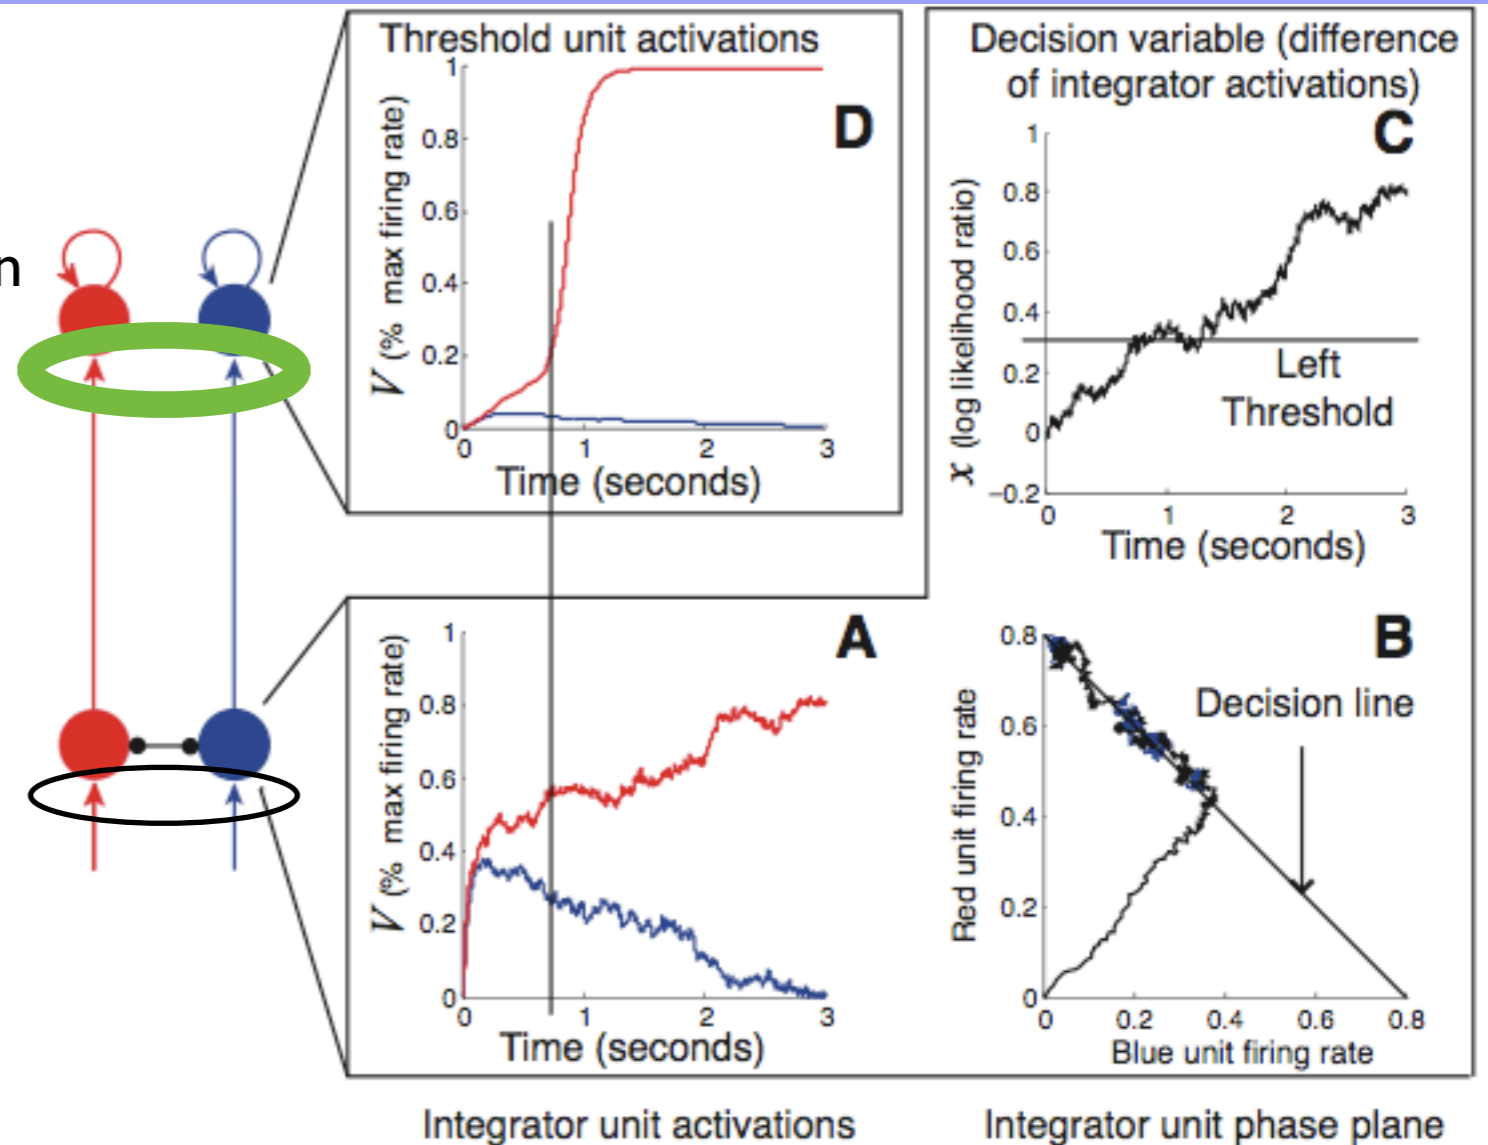 n
Threshold unit activations
D
V (% max firing rate)
1
0.8
0.6
0.4
0.2
0
0 1 2 3
Time (seconds)
Decision variable (difference
of integrator activations)
C
x (log likelihood ratio)
1
0.8
0.6
0.4
0.2
0
−0.2
Left
Threshold
0 1 2 3
Time (seconds)
A
V (% max firing rate)
1
0.8
0.6
0.4
0.2
0
0 1 2 3
Time (seconds)
Integrator unit activations
B
Red unit firing rate
0.8
0.6
0.4
0.2
0
Decision line
0 0.2 0.4 0.6 0.8
Blue unit firing rate
Integrator unit phase plane